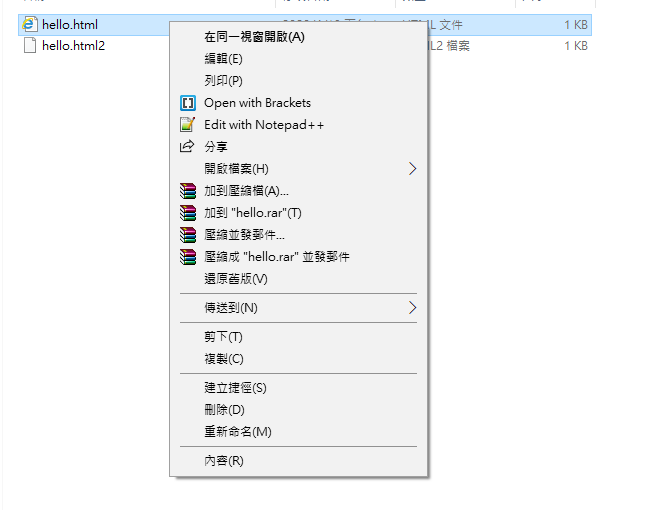 hello.html
HTML 文件
1 KB
hello.html2
檔案
1 KB
在同一視窗開啟(A)
編輯(E)
列印(P)
Open with Brackets
Edit with Notepad++
分享
開啟檔案(H)
加到壓縮檔(A)...
加到 "hello.rar"(T)
壓縮並發郵件...
壓縮成 "hello.rar" 並發郵件
還原舊版(V)
傳送到(N)
剪下(T)
複製(C)
建立捷徑(S)
刪除(D)
重新命名(M)
內容(R)